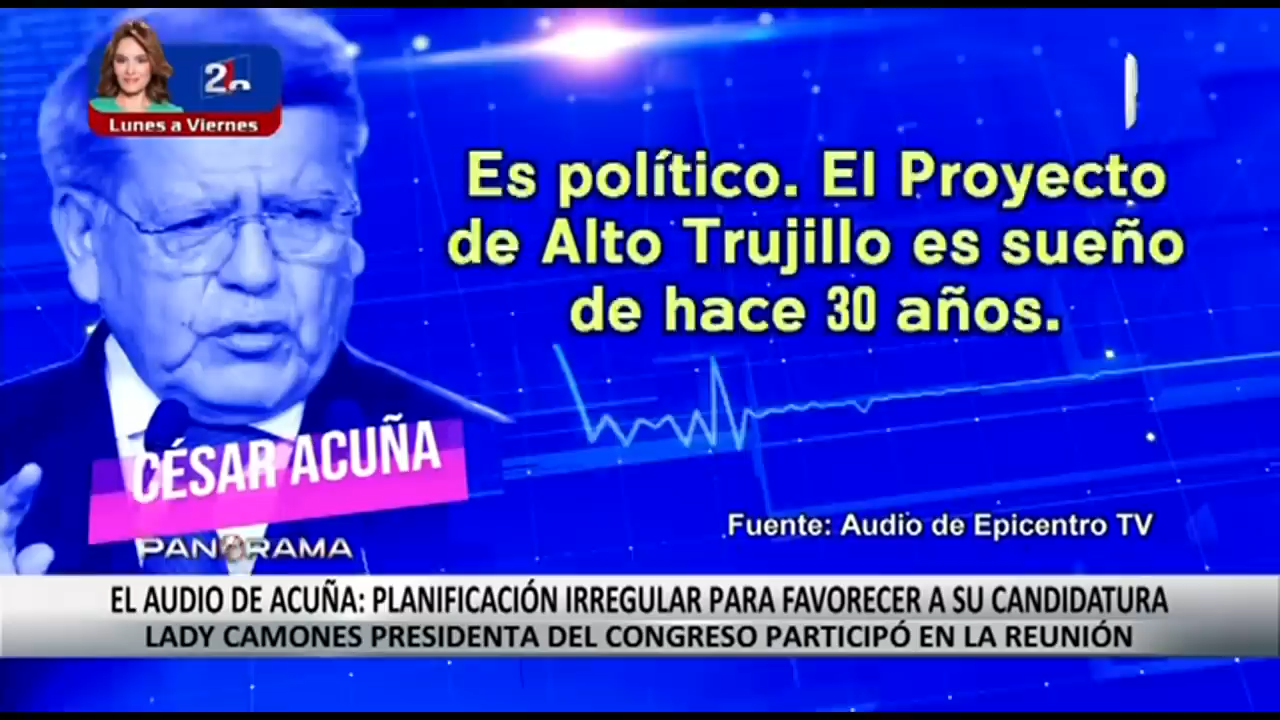 24
Lunes a Viernes
Es político. El Proyecto
de Alto Trujillo es sueño
de hace 30 años.
CÉSAR ACUÑA
PANORAMA
Fuente: Audio de Epicentro TV
EL AUDIO DE ACUÑA: PLANIFICACIÓN IRREGULAR PARA FAVORECER A SU CANDIDATURA
LADY CAMONES PRESIDENTA DEL CONGRESO PARTICIPÓ EN LA REUNIÓN